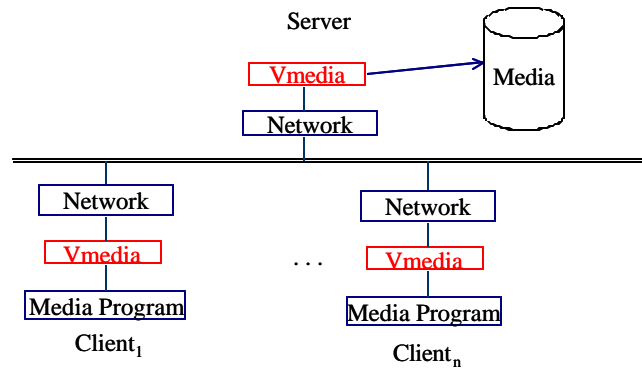 Server
Vmedia
Media
Network
Network
Network
Vmedia
...
Vmedia
Media Program
Media Program
Client₁
Clientₙ